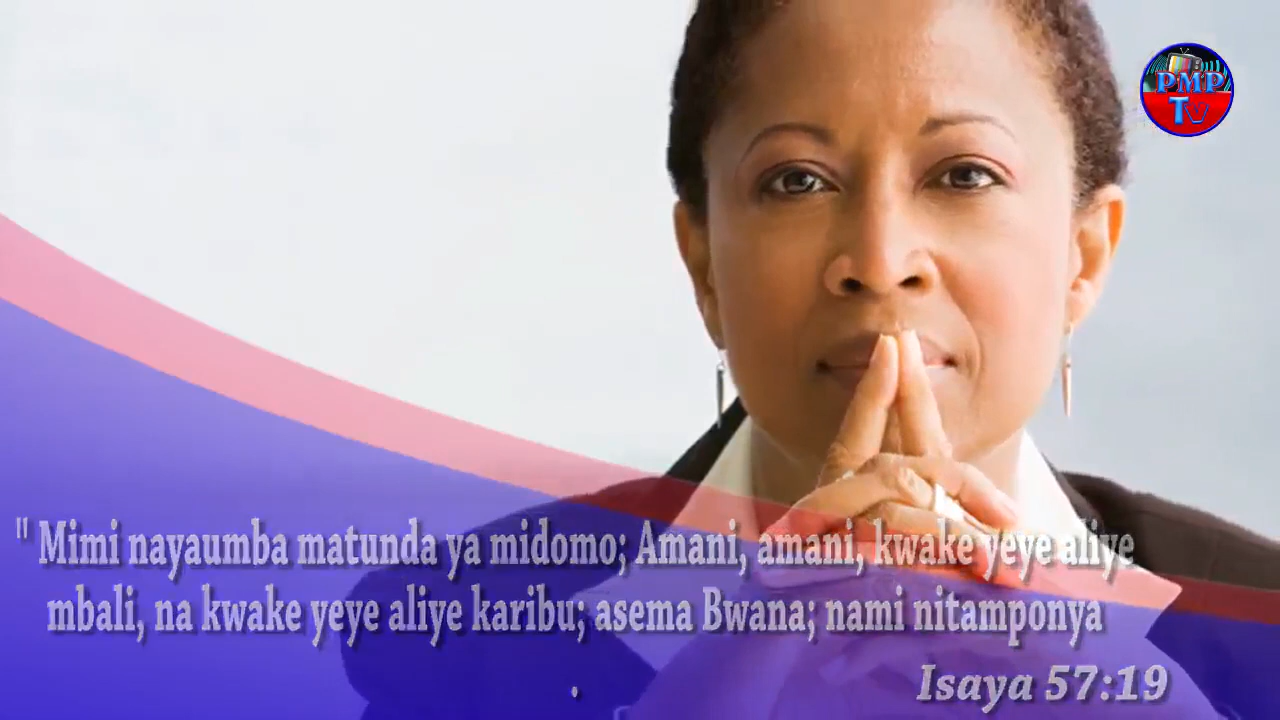 PMP
TV
" Mimi nayaumba matunda ya midomo; Amani, amani, kwake yeye aliye
mbali, na kwake yeye aliye karibu; asema Bwana; nami nitamponya
.
Isaya 57:19